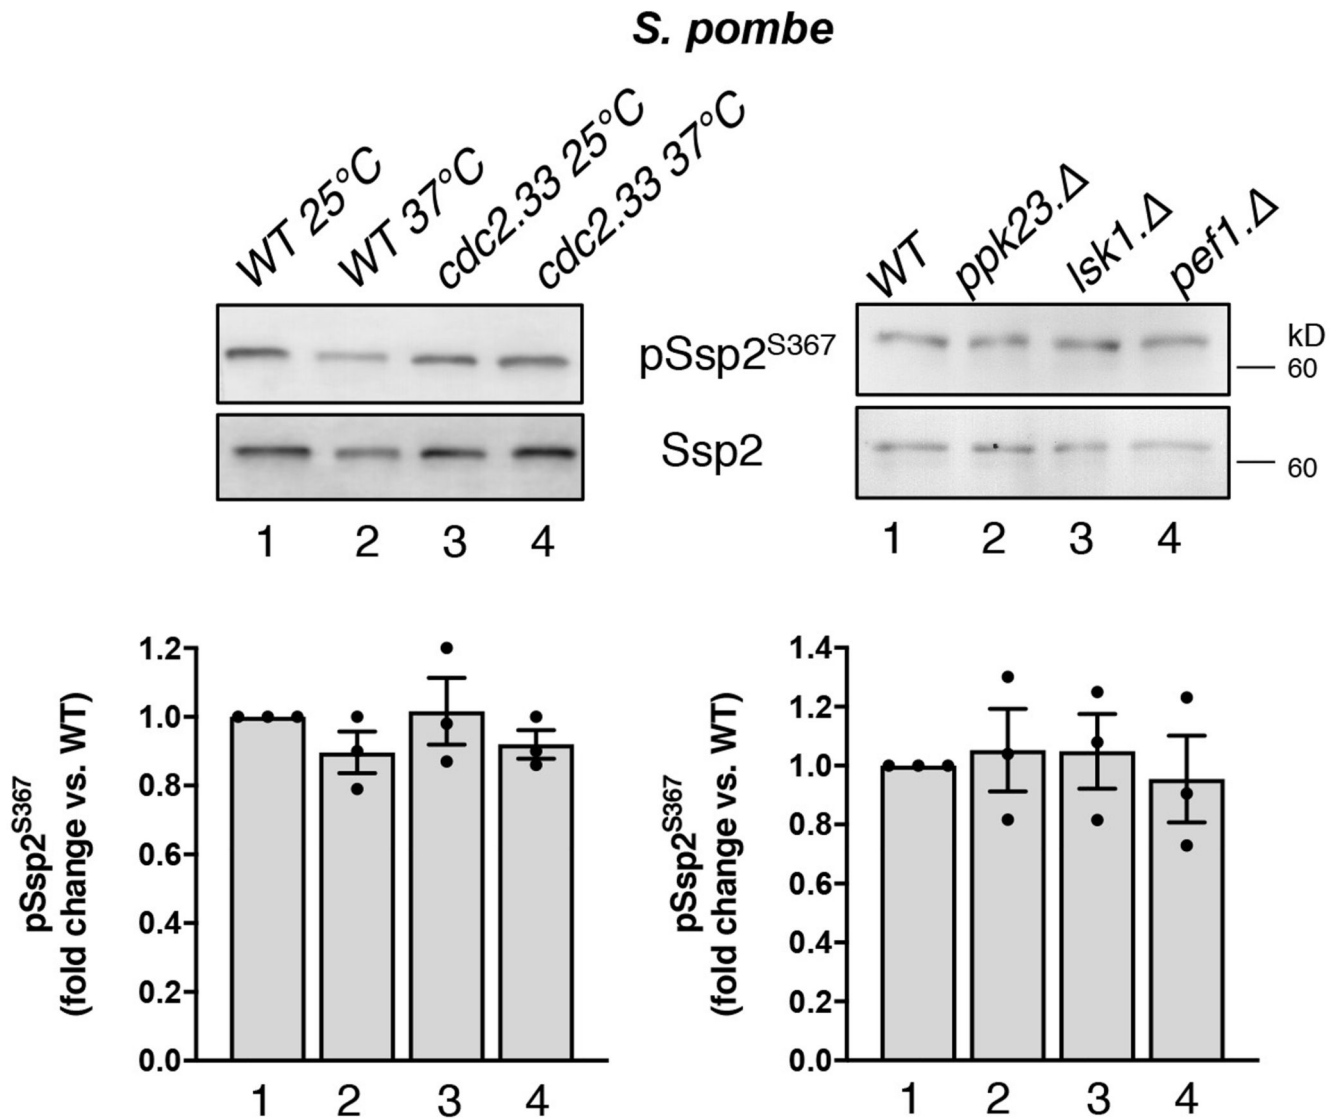 S. pombe
WT 25°C
WT 37°C
cdc2.33 25°C
cdc2.33 37°C
WT
ppk23.Δ
lsk1.Δ
pef1.Δ
pSsp2S367
kD
60
Ssp2
60
1 2 3 4
1 2 3 4
pSsp2S367
(fold change vs. WT)
1.2
1.0
0.8
0.6
0.4
0.2
0.0
1 2 3 4
pSsp2S367
(fold change vs. WT)
1.4
1.2
1.0
0.8
0.6
0.4
0.2
0.0
1 2 3 4